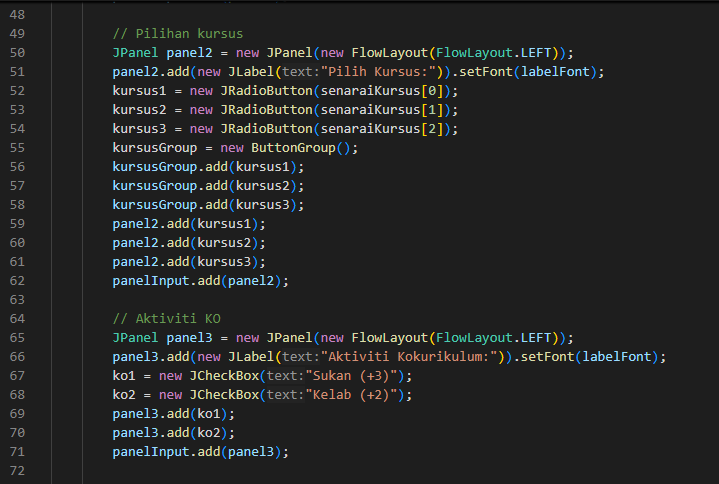 48
49 // Pilihan kursus
50 JPanel panel2 = new JPanel(new FlowLayout(FlowLayout.LEFT));
51 panel2.add(new JLabel(text:"Pilih Kursus:")).setFont(labelFont);
52 kursus1 = new JRadioButton(senaraiKursus[0]);
53 kursus2 = new JRadioButton(senaraiKursus[1]);
54 kursus3 = new JRadioButton(senaraiKursus[2]);
55 kursusGroup = new ButtonGroup();
56 kursusGroup.add(kursus1);
57 kursusGroup.add(kursus2);
58 kursusGroup.add(kursus3);
59 panel2.add(kursus1);
60 panel2.add(kursus2);
61 panel2.add(kursus3);
62 panelInput.add(panel2);
63
64 // Aktiviti KO
65 JPanel panel3 = new JPanel(new FlowLayout(FlowLayout.LEFT));
66 panel3.add(new JLabel(text:"Aktiviti Kokurikulum:")).setFont(labelFont);
67 ko1 = new JCheckBox(text:"Sukan (+3)");
68 ko2 = new JCheckBox(text:"Kelab (+2)");
69 panel3.add(ko1);
70 panel3.add(ko2);
71 panelInput.add(panel3);
72